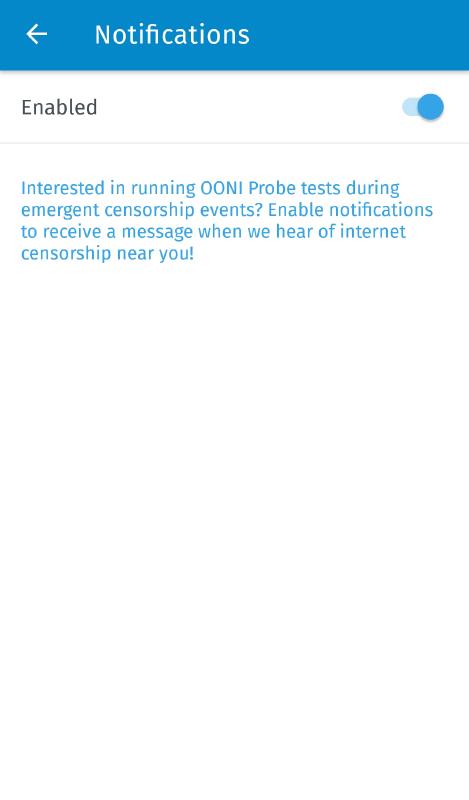 Notifications
Enabled
Interested in running OONI Probe tests during
emergent censorship events? Enable notifications
to receive a message when we hear of internet
censorship near you!